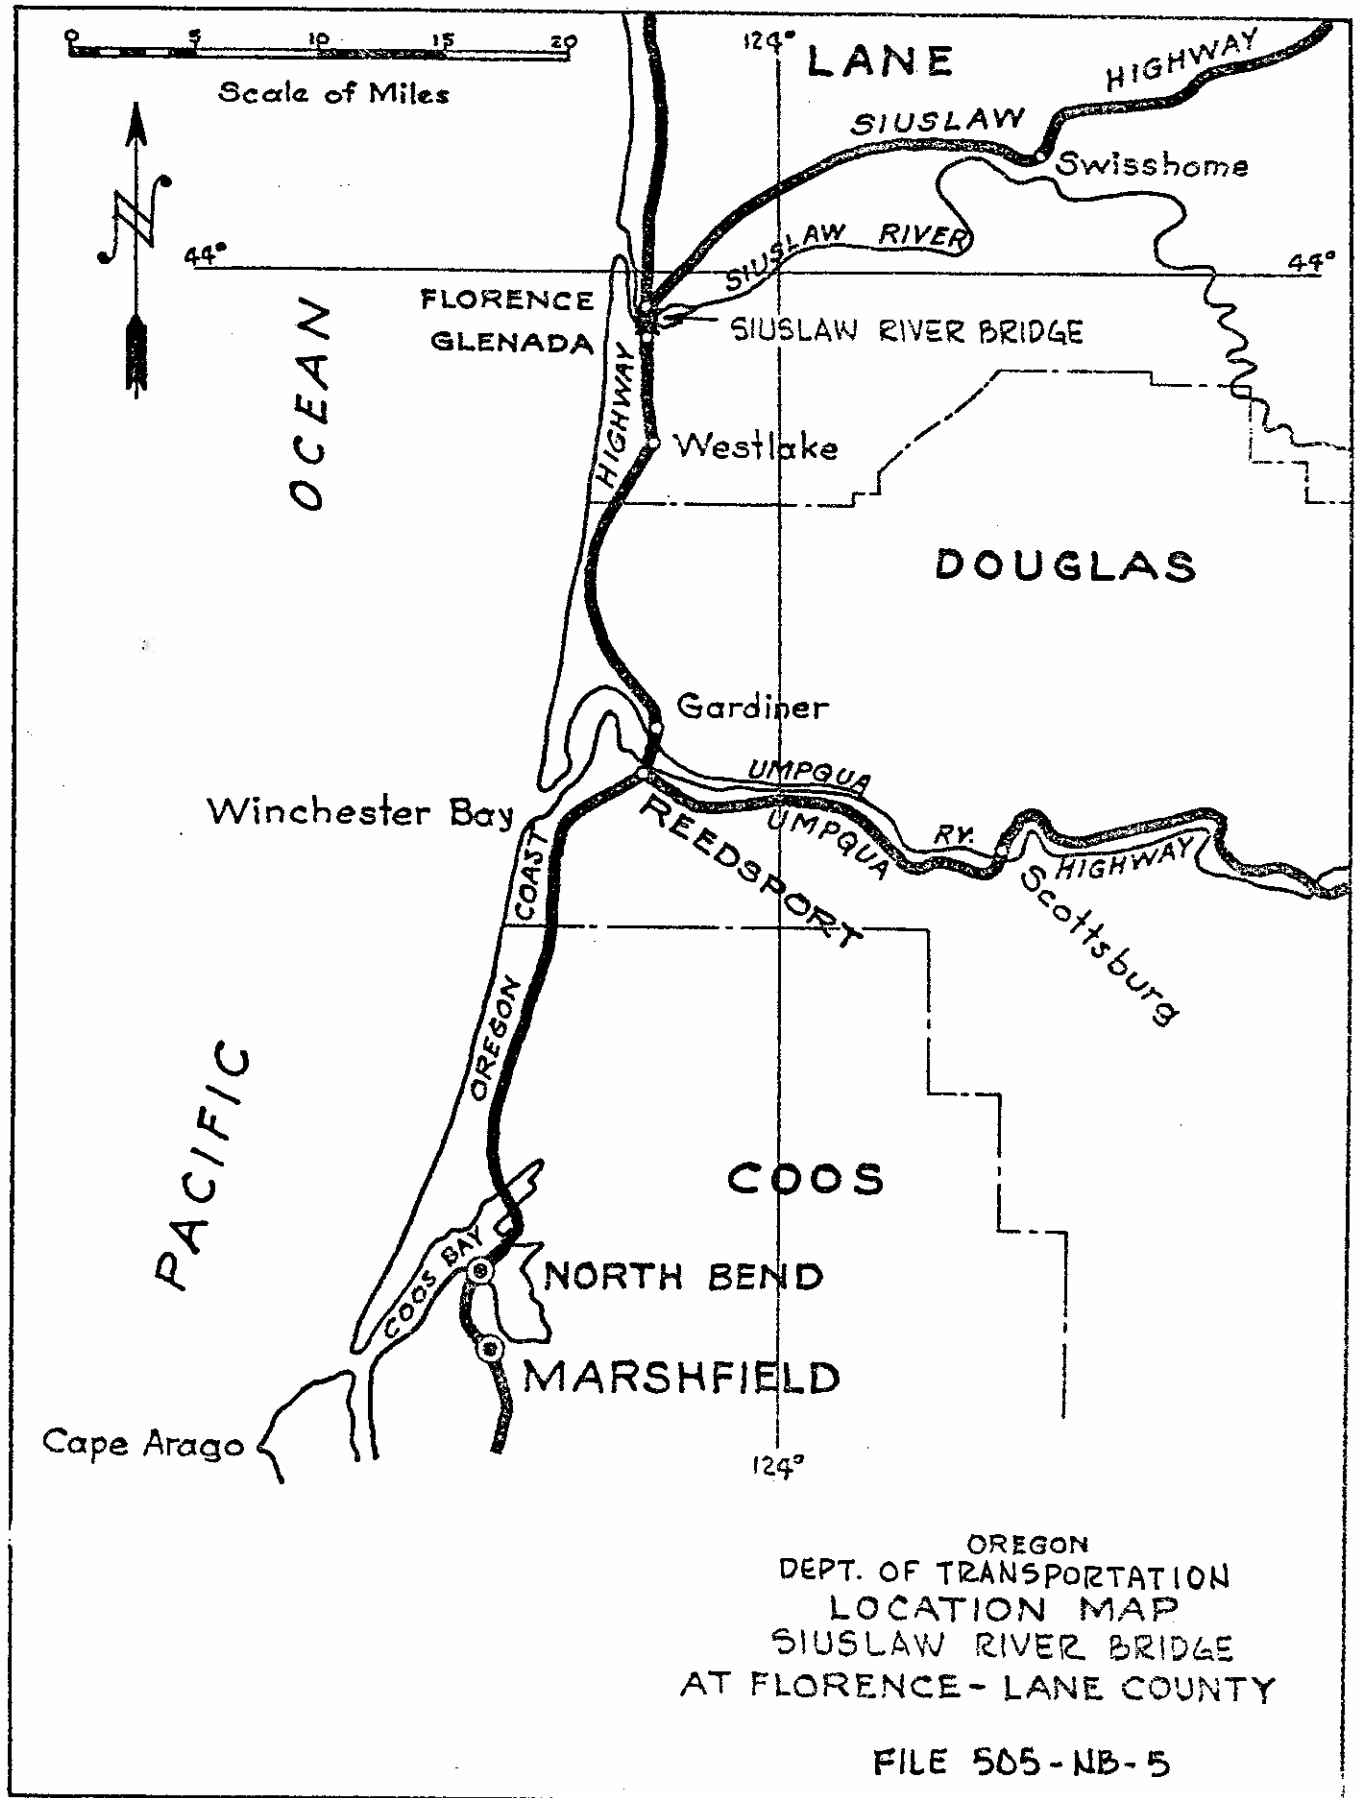 0 5 10 15 20
Scale of Miles
124°
LANE
HIGHWAY
SIUSLAW
Swisshome
N
SIUSLAW RIVER
44°
44°
FLORENCE
GLENADA
SIUSLAW RIVER BRIDGE
OCEAN
HIGHWAY
Westlake
DOUGLAS
Gardiner
UMPQUA
RV.
Winchester Bay
REEDSPORT
UMPQUA
HIGHWAY
Scottsburg
COAST
OREGON
PACIFIC
COOS
COOS BAY
NORTH BEND
MARSHFIELD
Cape Arago
124°
OREGON
DEPT. OF TRANSPORTATION
LOCATION MAP
SIUSLAW RIVER BRIDGE
AT FLORENCE - LANE COUNTY
FILE 505-NB-5